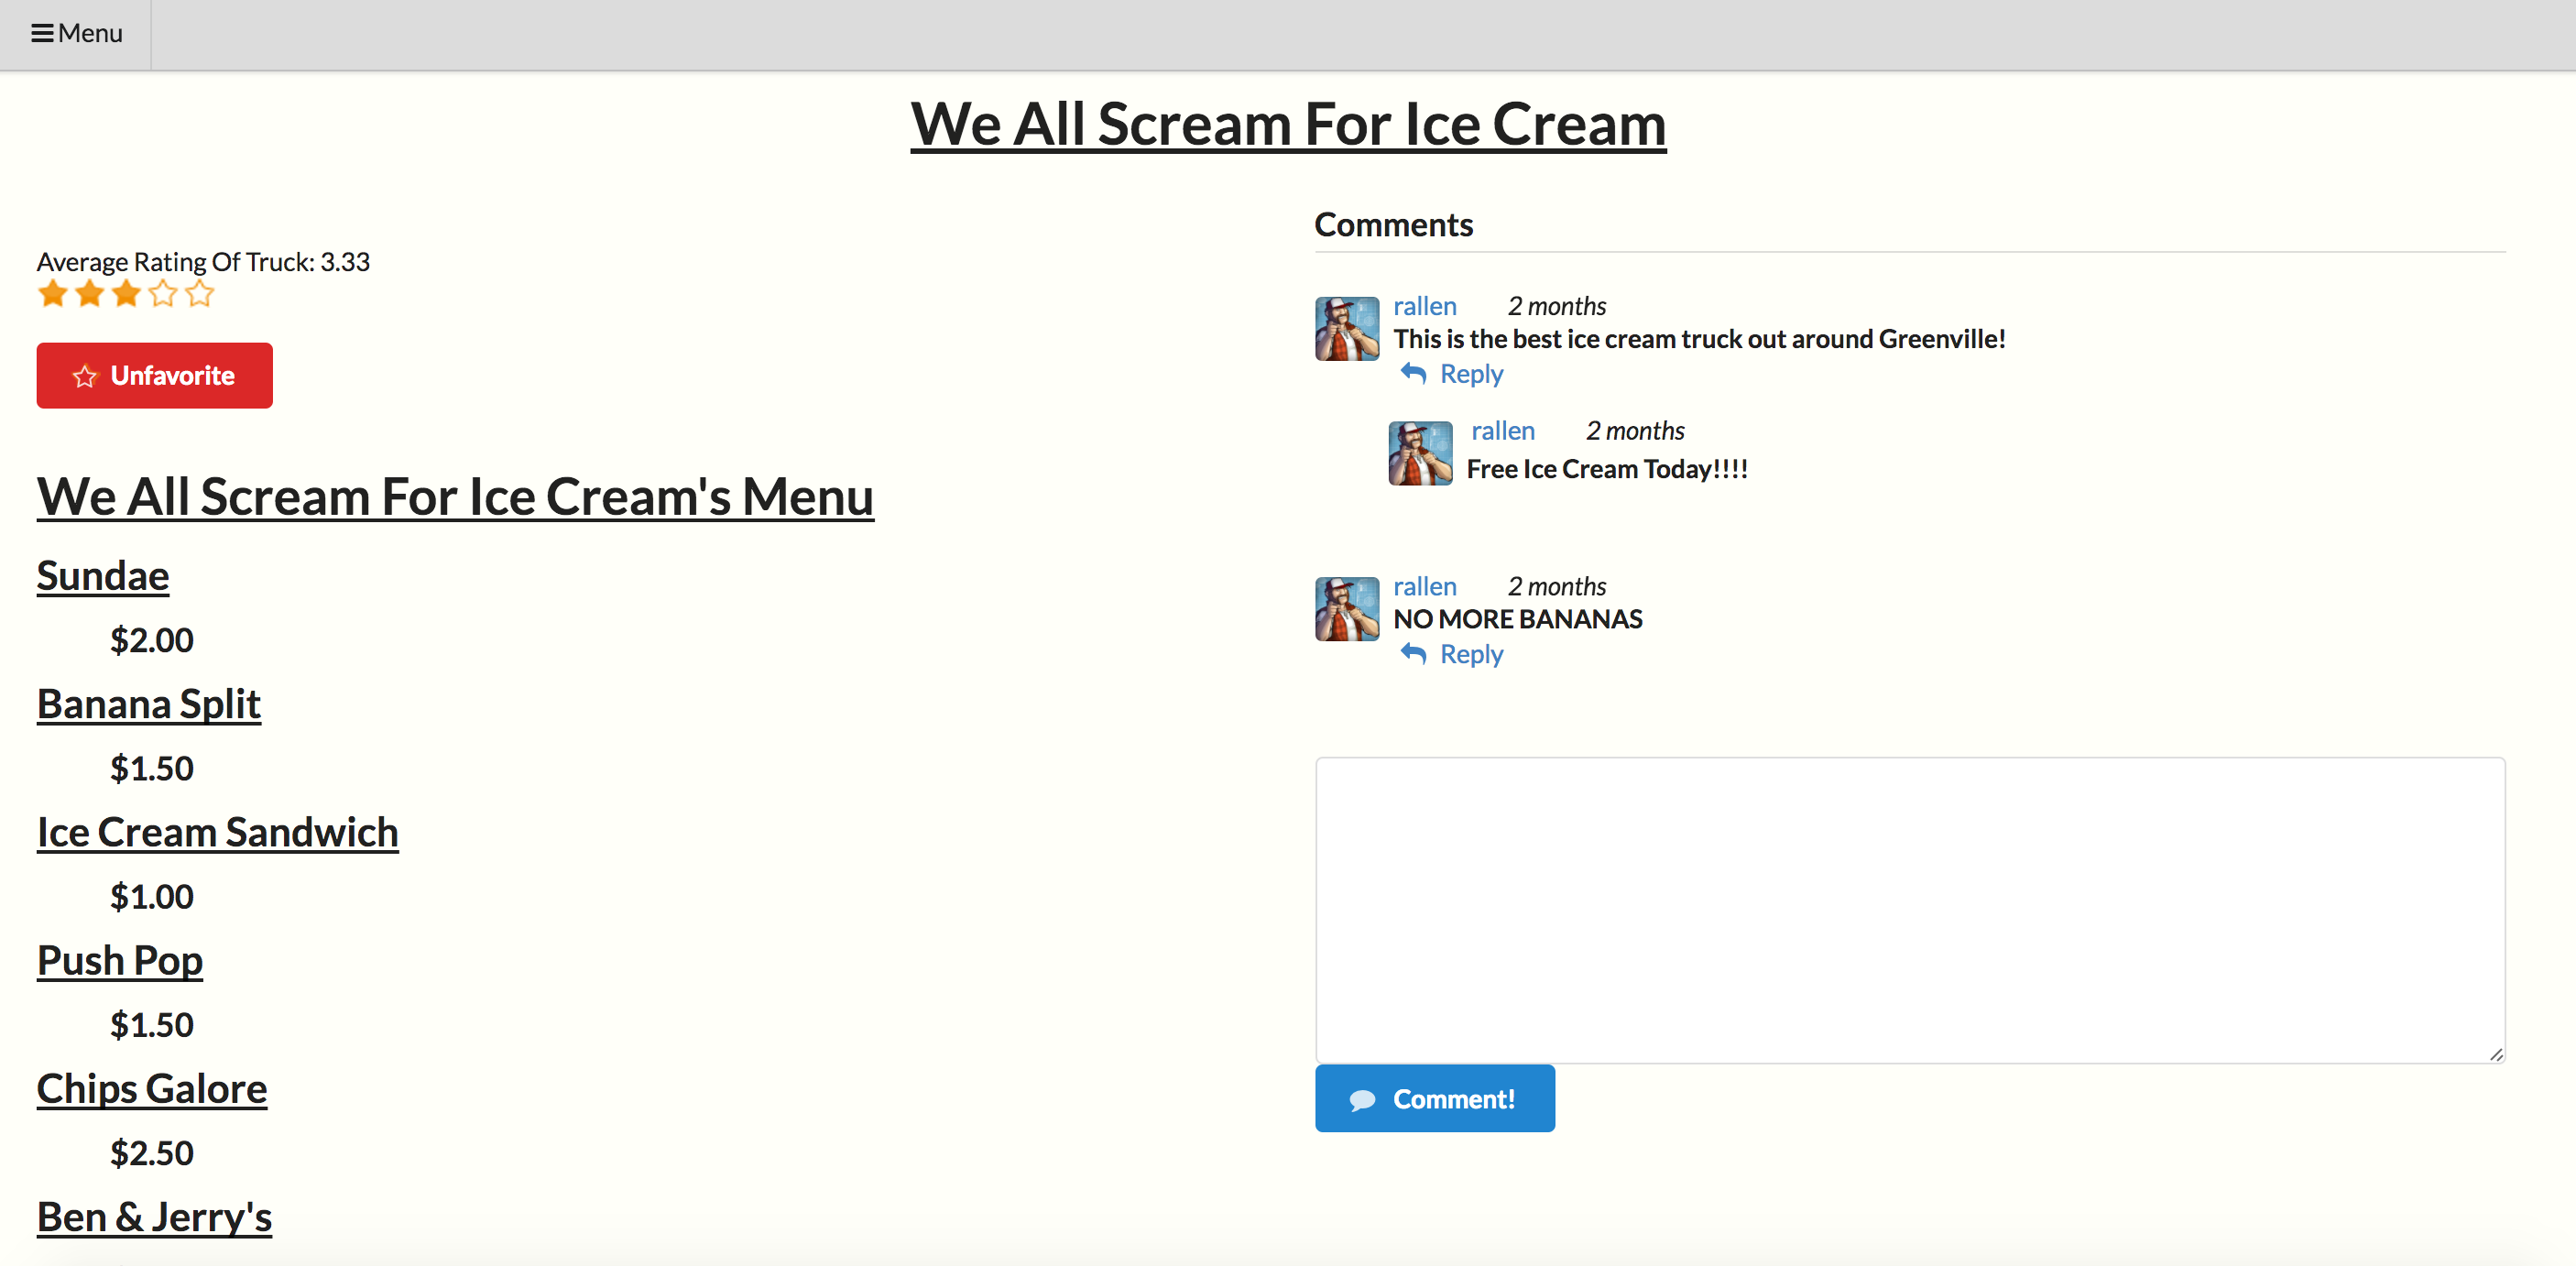 Menu
We All Scream For Ice Cream
Average Rating Of Truck: 3.33
Unfavorite
We All Scream For Ice Cream's Menu
Sundae
$2.00
Banana Split
$1.50
Ice Cream Sandwich
$1.00
Push Pop
$1.50
Chips Galore
$2.50
Ben & Jerry's
Comments
rallen 2 months
This is the best ice cream truck out around Greenville!
Reply
rallen 2 months
Free Ice Cream Today!!!!
rallen 2 months
NO MORE BANANAS
Reply
Comment!